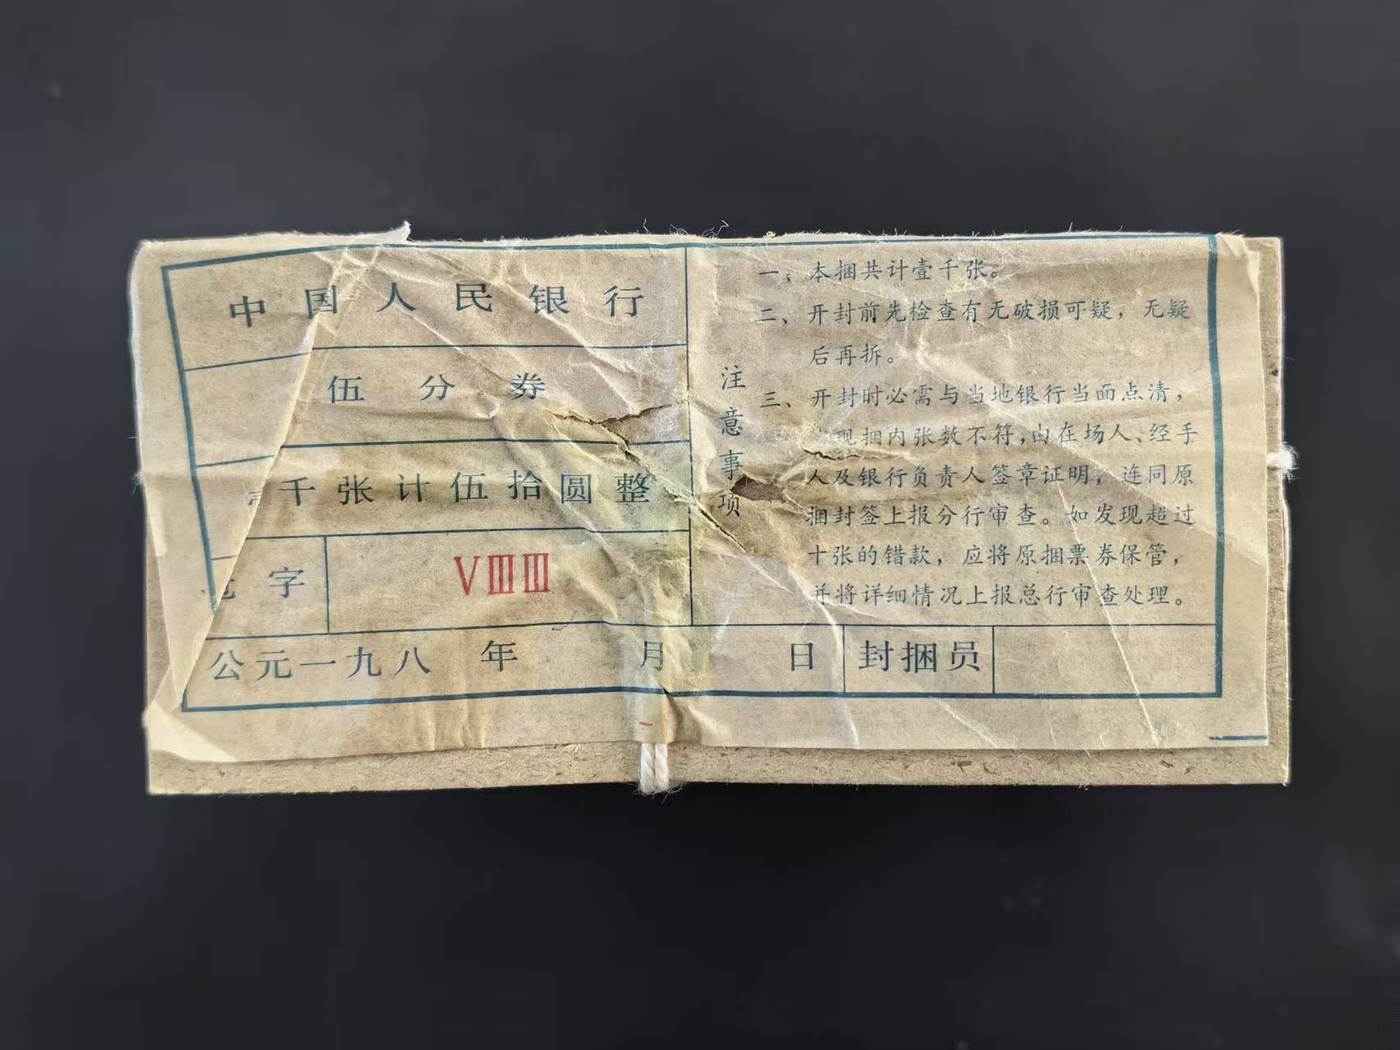 中国人民银行
伍分券
千张计伍拾圆整
字 VⅢⅢ
公元一九八 年 月 日 封捆员
注意事项
一、本捆共计壹千张。
二、开封前先检查有无破损可疑，无疑
后再拆。
三、开封时必需与当地银行当面点清，
现捆内张数不符，由在场人、经手
人及银行负责人签章证明，连同原
捆封签上报分行审查。如发现超过
十张的错款，应将原捆票券保管，
并将详细情况上报总行审查处理。